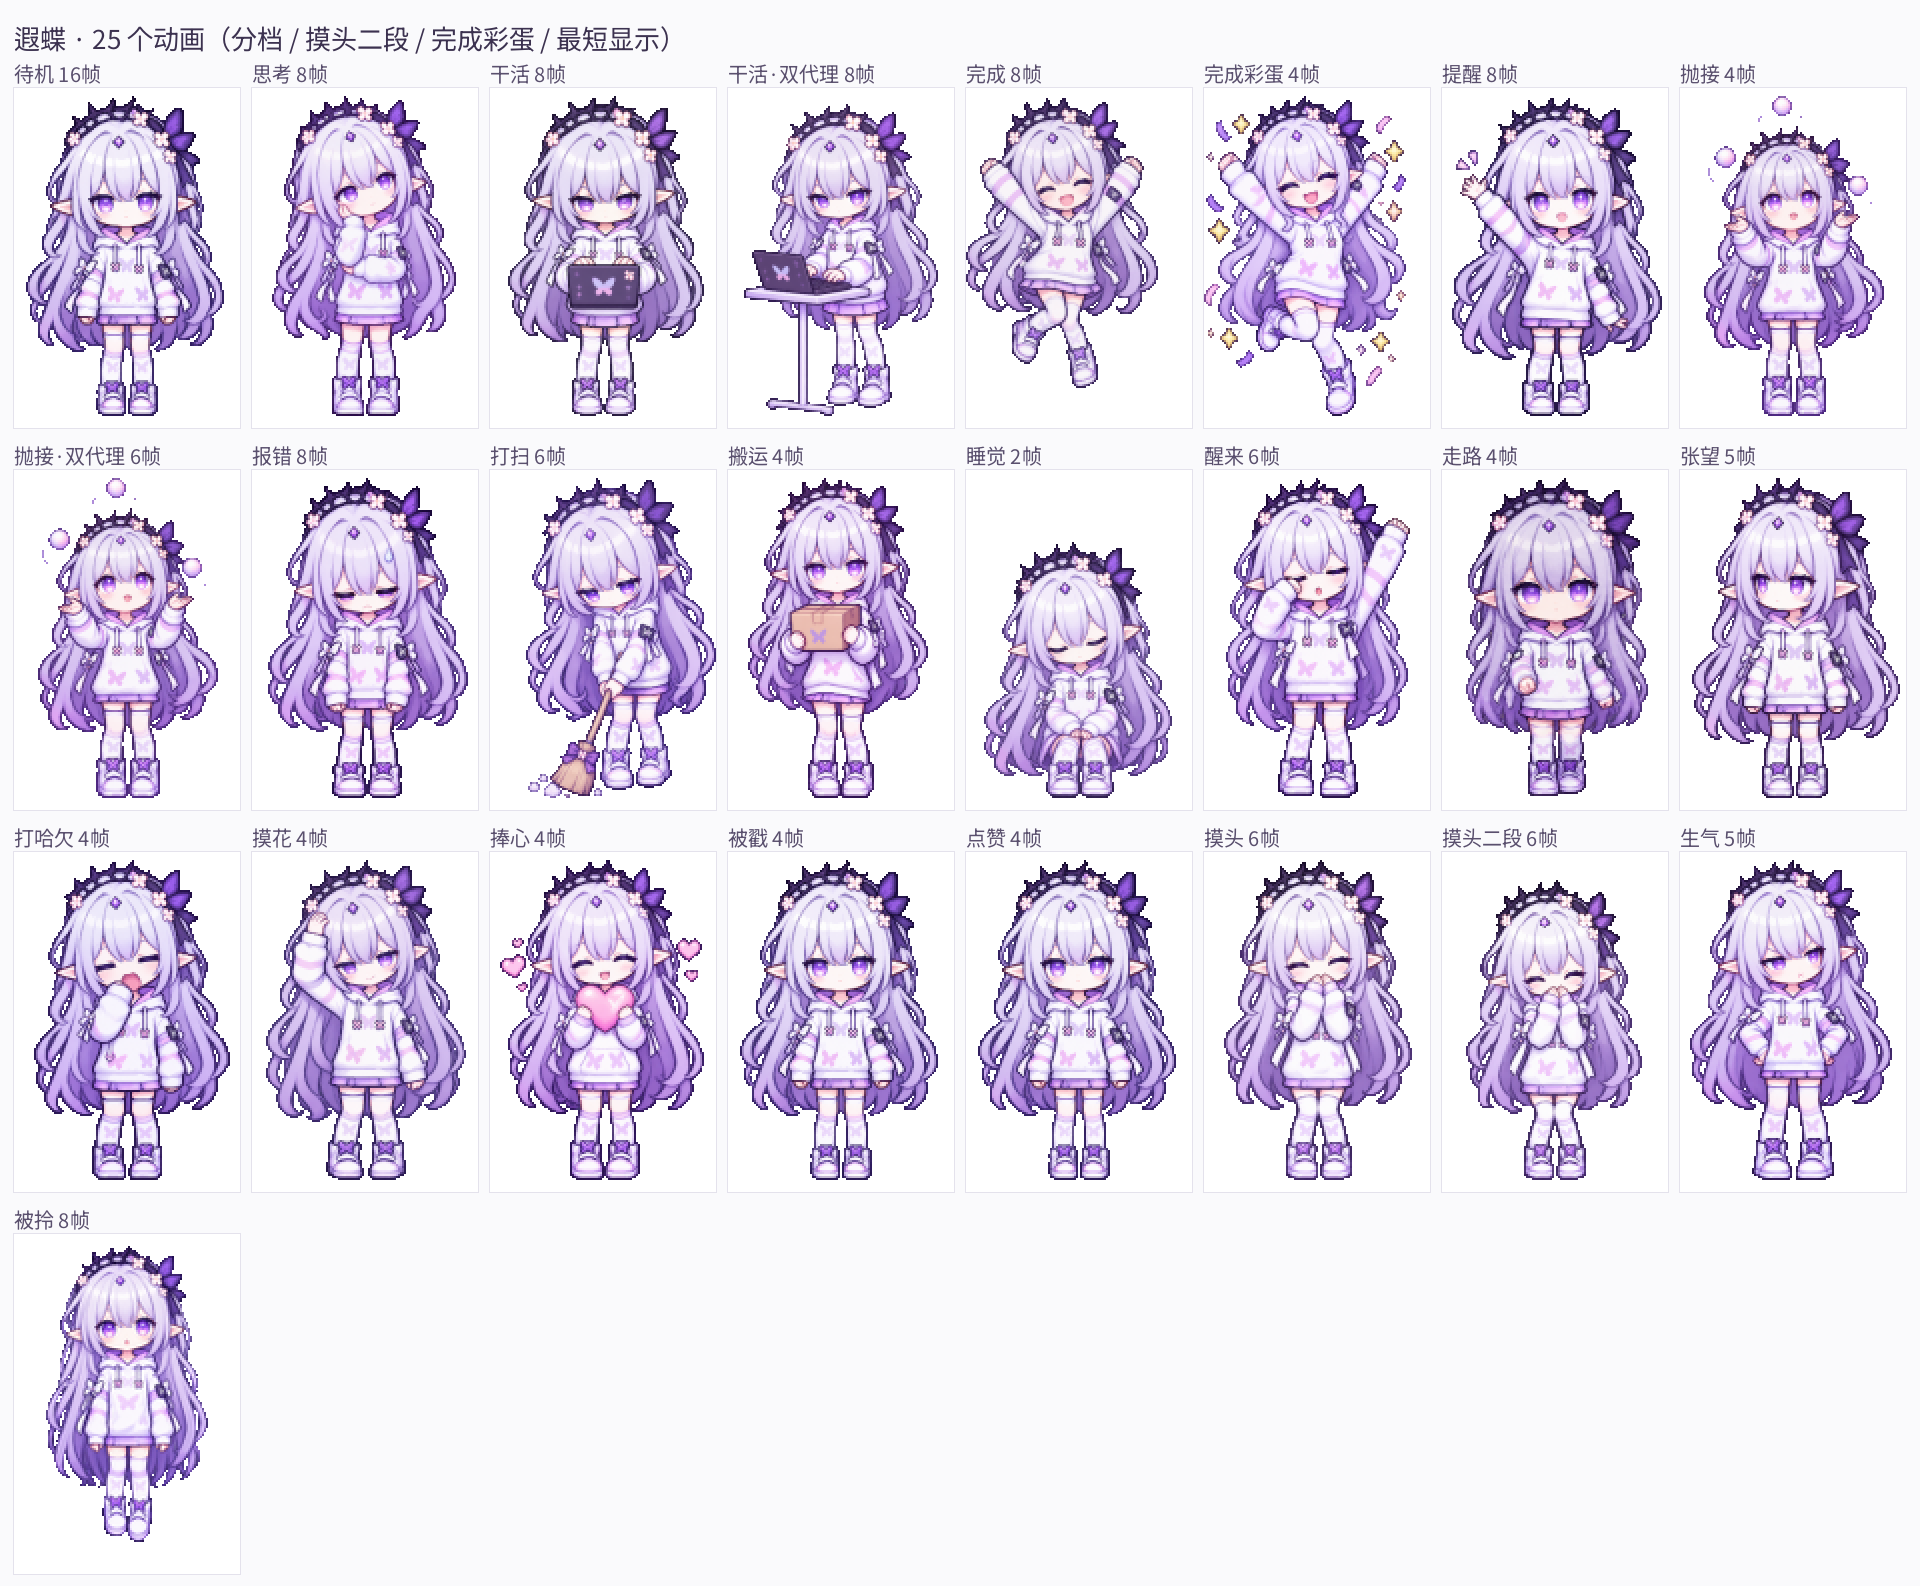 遐蝶 · 25 个动画（分档 / 摸头二段 / 完成彩蛋 / 最短显示）
待机 16帧
思考 8帧
干活 8帧
干活·双代理 8帧
完成 8帧
完成彩蛋 4帧
提醒 8帧
抛接 4帧
抛接·双代理 6帧
报错 8帧
打扫 6帧
搬运 4帧
睡觉 2帧
醒来 6帧
走路 4帧
张望 5帧
打哈欠 4帧
摸花 4帧
捧心 4帧
被戳 4帧
点赞 4帧
摸头 6帧
摸头二段 6帧
生气 5帧
被拎 8帧